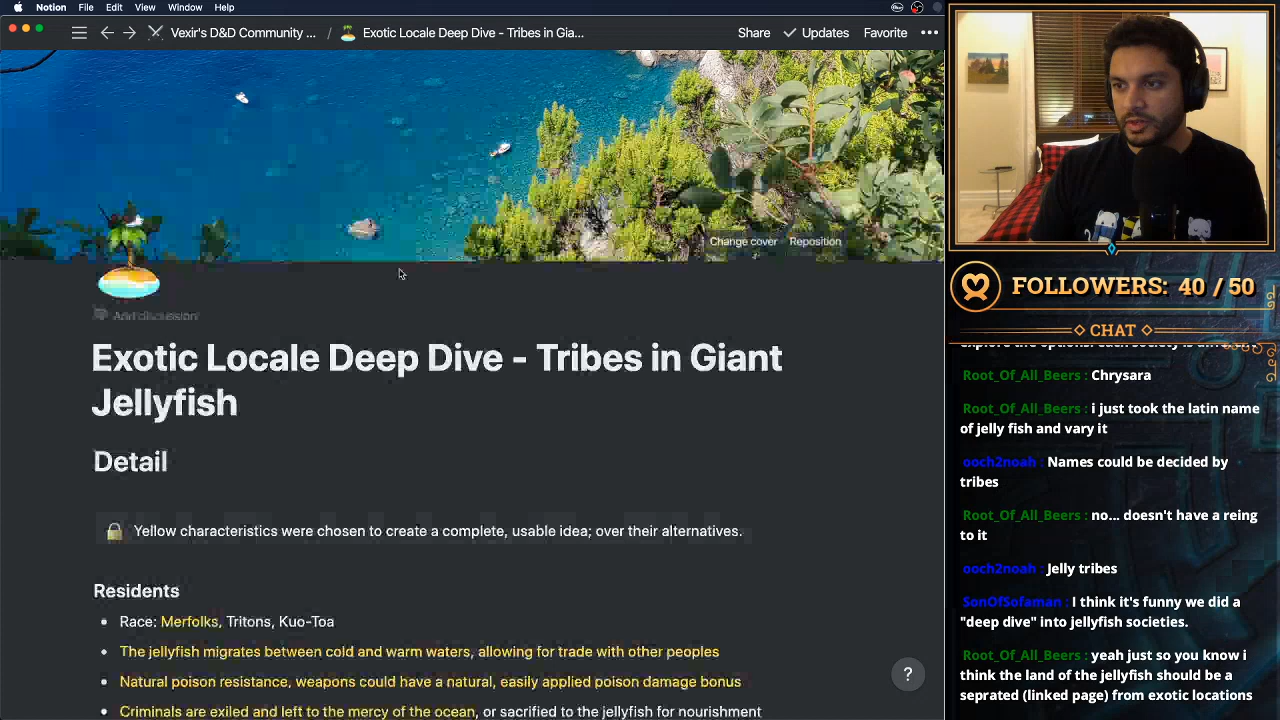 Notion File Edit View Window Help
Vexir's D&D Community ... / Exotic Locale Deep Dive - Tribes in Gia... Share Updates Favorite •••
Change cover Reposition
Add discussion
Exotic Locale Deep Dive - Tribes in Giant
Jellyfish
Detail
Yellow characteristics were chosen to create a complete, usable idea; over their alternatives.
Residents
• Race: Merfolks, Tritons, Kuo-Toa
• The jellyfish migrates between cold and warm waters, allowing for trade with other peoples
• Natural poison resistance, weapons could have a natural, easily applied poison damage bonus
• Criminals are exiled and left to the mercy of the ocean, or sacrified to the jellyfish for nourishment
?
FOLLOWERS: 40 / 50
CHAT
Root_Of_All_Beers : Chrysara
Root_Of_All_Beers : i just took the latin name
of jelly fish and vary it
ooch2noah : Names could be decided by
tribes
Root_Of_All_Beers : no... doesn't have a reing
to it
ooch2noah : Jelly tribes
SonOfSofaman : I think it's funny we did a
"deep dive" into jellyfish societies.
Root_Of_All_Beers : yeah just so you know i
think the land of the jellyfish should be a
seprated (linked page) from exotic locations